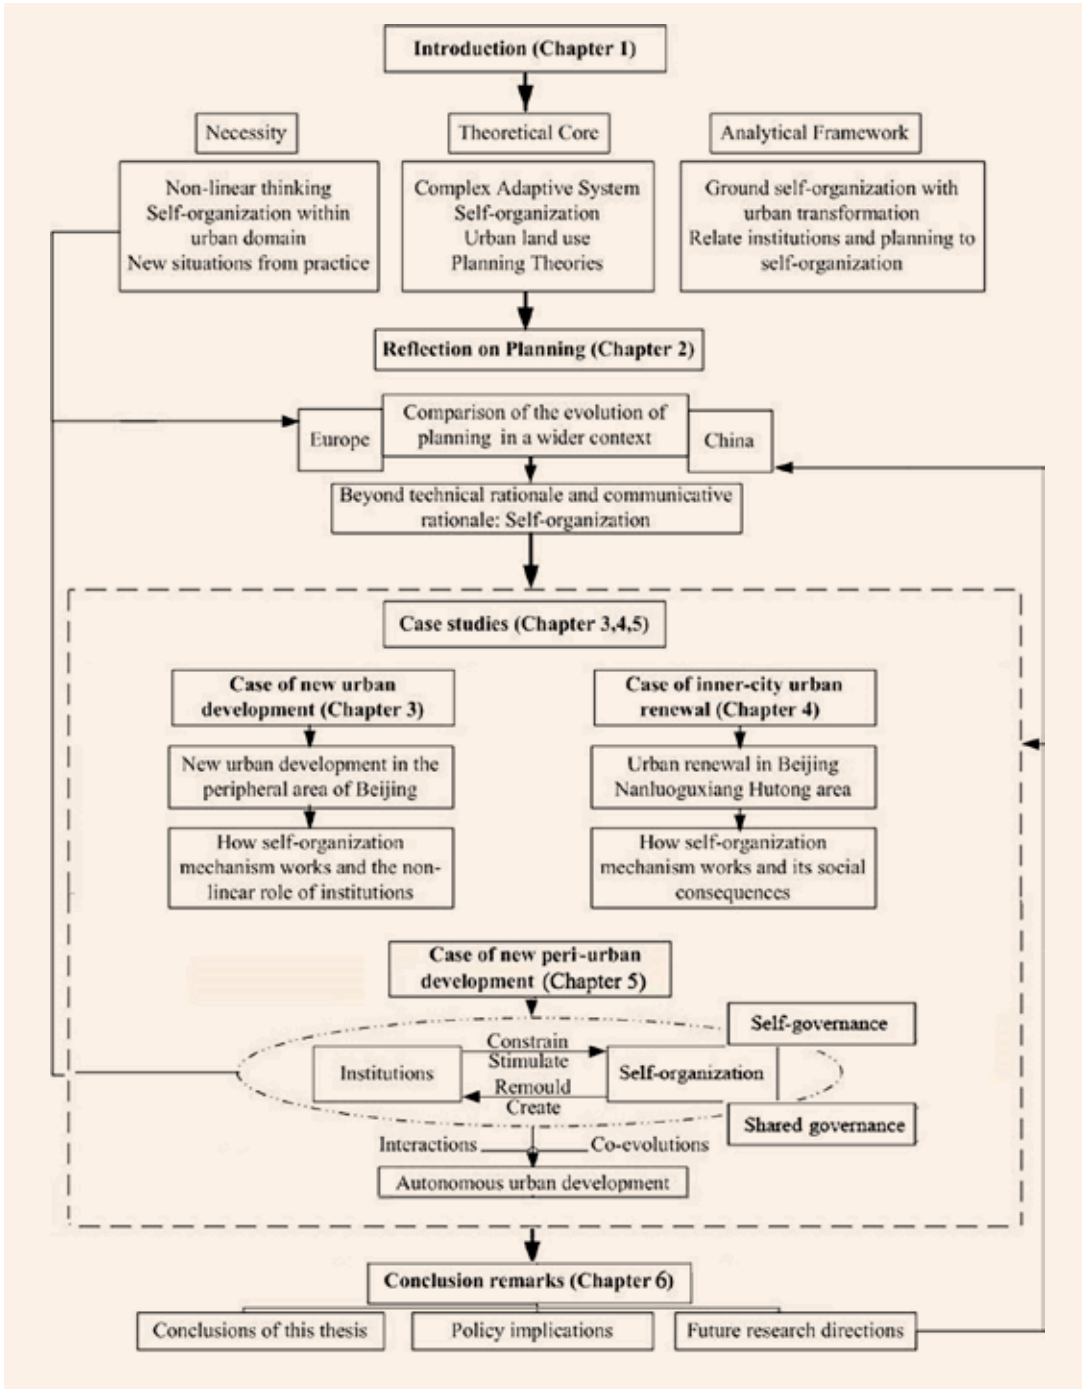 Introduction (Chapter 1)
Necessity
Theoretical Core
Analytical Framework
Non-linear thinking
Self-organization within
urban domain
New situations from practice
Complex Adaptive System
Self-organization
Urban land use
Planning Theories
Ground self-organization with
urban transformation
Relate institutions and planning to
self-organization
Reflection on Planning (Chapter 2)
Europe
Comparison of the evolution of
planning in a wider context
China
Beyond technical rationale and communicative
rationale: Self-organization
Case studies (Chapter 3,4,5)
Case of new urban
development (Chapter 3)
New urban development in the
peripheral area of Beijing
How self-organization
mechanism works and the non-
linear role of institutions
Case of inner-city urban
renewal (Chapter 4)
Urban renewal in Beijing
Nanluoguxiang Hutong area
How self-organization
mechanism works and its social
consequences
Case of new peri-urban
development (Chapter 5)
Institutions
Constrain
Stimulate
Remould
Create
Self-organization
Self-governance
Shared governance
Interactions
Co-evolutions
Autonomous urban development
Conclusion remarks (Chapter 6)
Conclusions of this thesis
Policy implications
Future research directions